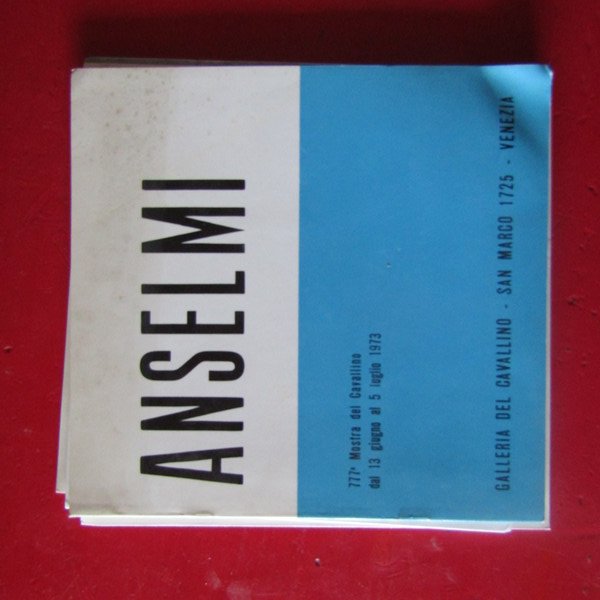 ANSELMI
777ª Mostra del Cavallino
dal 13 giugno al 5 luglio 1973
GALLERIA DEL CAVALLINO - SAN MARCO 1725 - VENEZIA